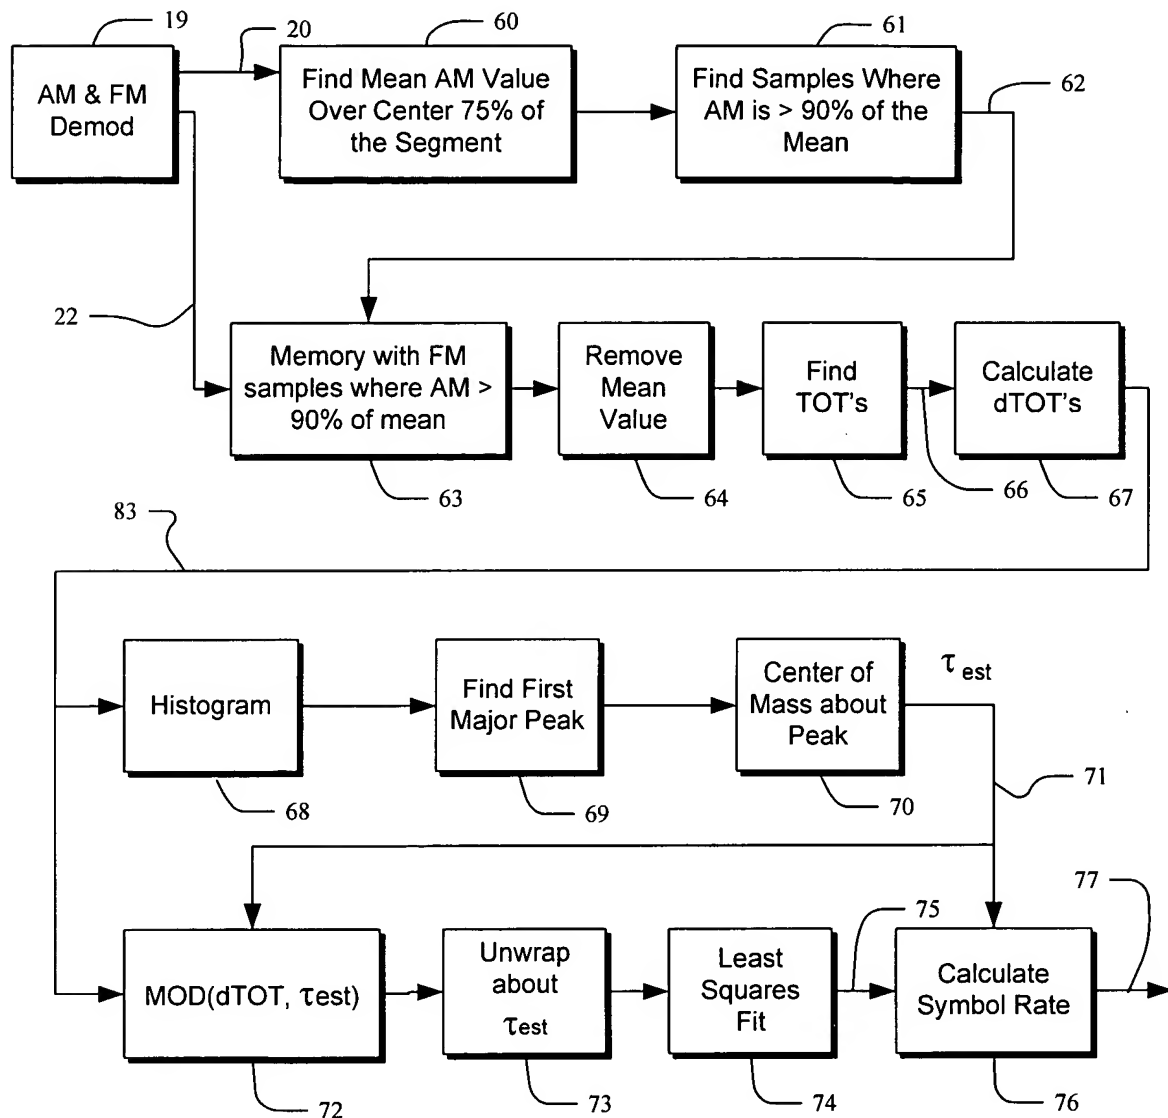 19
20
60
61
62
AM & FM
Demod
Find Mean AM Value
Over Center 75% of
the Segment
Find Samples Where
AM is > 90% of the
Mean
22
Memory with FM
samples where AM >
90% of mean
Remove
Mean
Value
Find
TOT's
Calculate
dTOT's
63
64
65
66
67
83
Histogram
Find First
Major Peak
Center of
Mass about
Peak
τ est
68
69
70
71
MOD(dTOT, τest)
Unwrap
about
τest
Least
Squares
Fit
75
Calculate
Symbol Rate
77
72
73
74
76